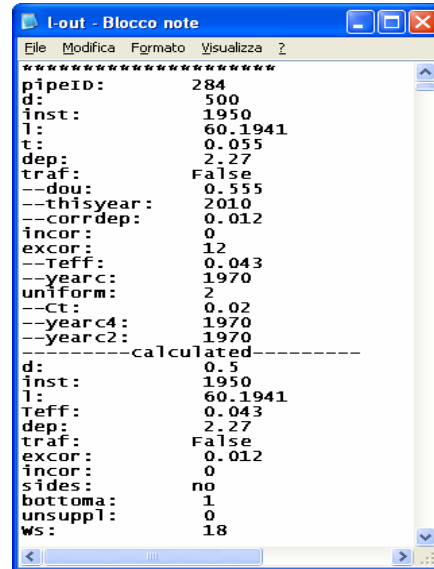 l-out - Blocco note
File Modifica Formato Visualizza ?
*********************
pipeID: 284
d: 500
inst: 1950
l: 60.1941
t: 0.055
dep: 2.27
traf: False
--dou: 0.555
--thisyear: 2010
--corrdep: 0.012
incor: 0
excor: 12
--Teff: 0.043
--yearc: 1970
uniform: 2
--Ct: 0.02
--yearc4: 1970
--yearc2: 1970
---------calculated---------
d: 0.5
inst: 1950
l: 60.1941
Teff: 0.043
dep: 2.27
traf: False
excor: 0.012
incor: 0
sides: no
bottoma: 1
unsuppl: 0
Ws: 18